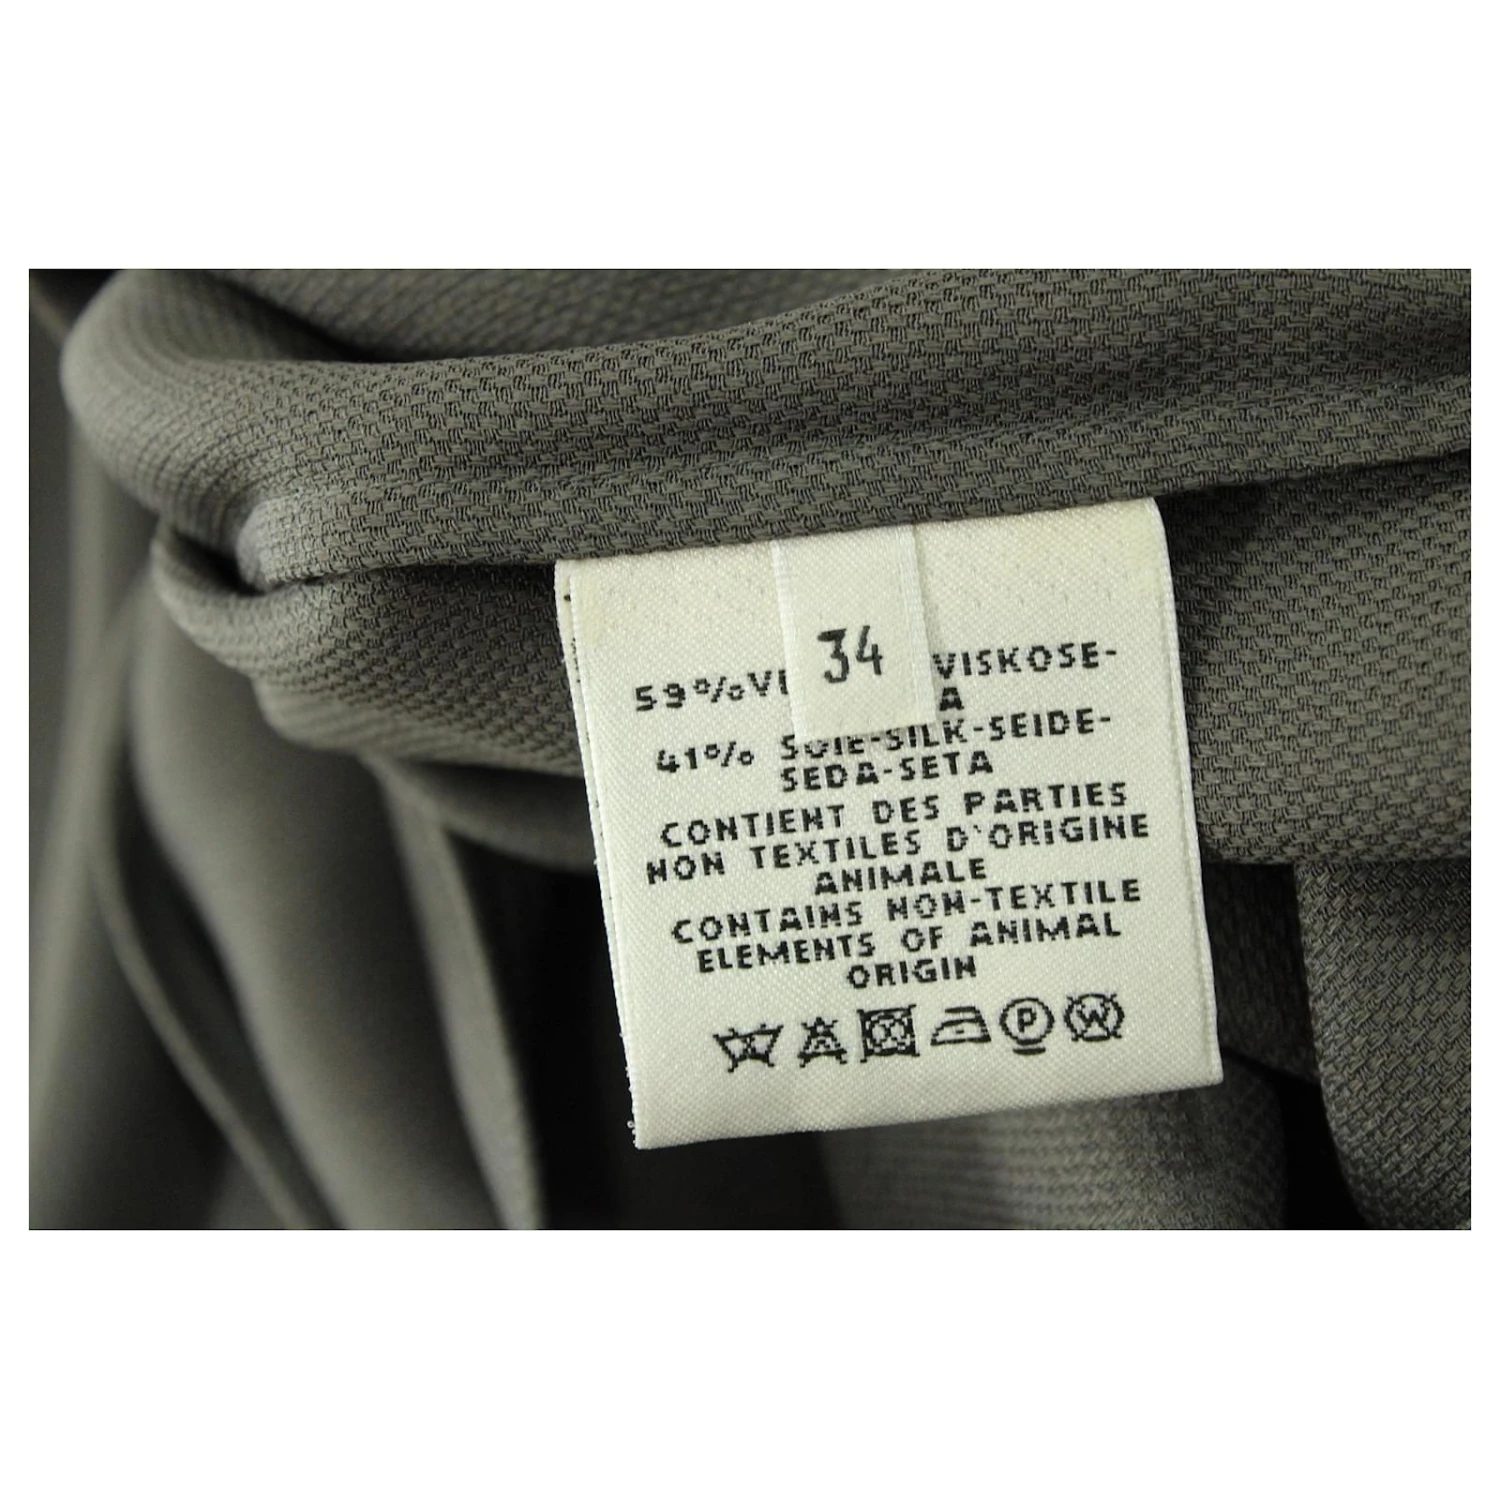 34
59% VISKOSE-
41% SOIE-SILK-SEIDE-
SEDA-SETA
CONTIENT DES PARTIES
NON TEXTILES D'ORIGINE
ANIMALE
CONTAINS NON-TEXTILE
ELEMENTS OF ANIMAL
ORIGIN
P W